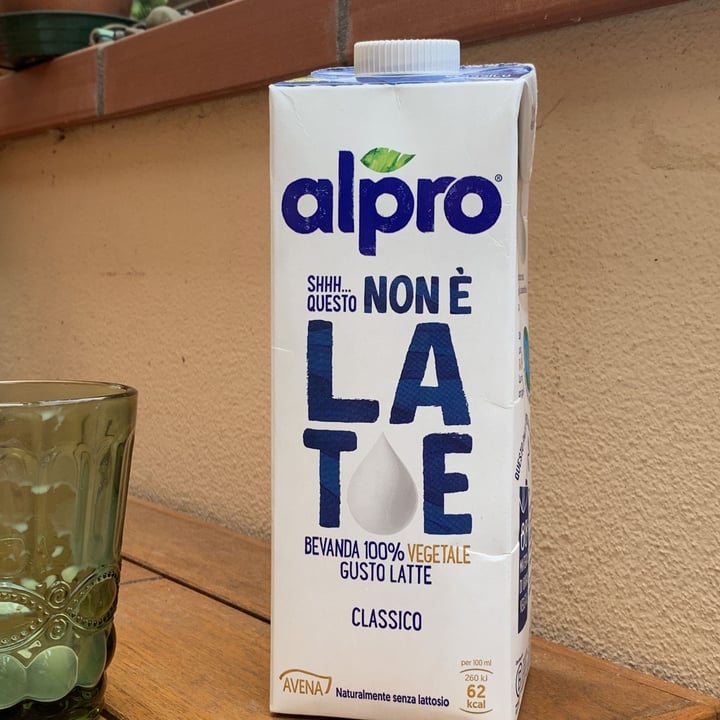 alpro®
SHHH... QUESTO NON È
LA
T E
BEVANDA 100% VEGETALE
GUSTO LATTE
CLASSICO
AVENA
Naturalmente senza lattosio
per 100 ml
260 kJ
62
kcal